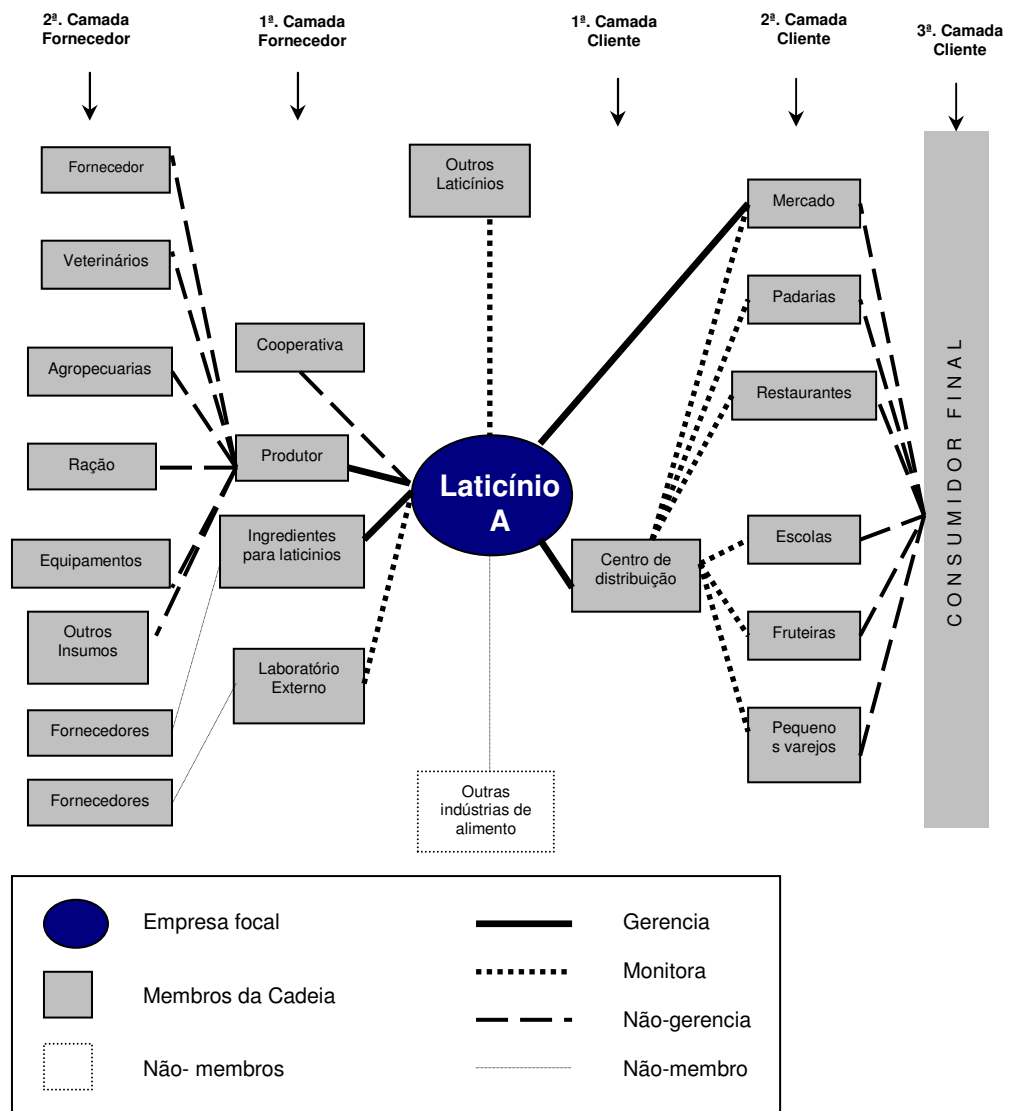 2ª. Camada
Fornecedor
1ª. Camada
Fornecedor
1ª. Camada
Cliente
2ª. Camada
Cliente
3ª. Camada
Cliente
Fornecedor
Veterinários
Agropecuarias
Ração
Equipamentos
Outros
Insumos
Fornecedores
Fornecedores
Cooperativa
Produtor
Ingredientes
para laticinios
Laboratório
Externo
Outros
Laticínios
Laticínio
A
Outras
indústrias de
alimento
Centro de
distribuição
Mercado
Padarias
Restaurantes
Escolas
Fruteiras
Pequeno
s varejos
CONSUMIDOR FINAL
Empresa focal
Membros da Cadeia
Não- membros
Gerencia
Monitora
Não-gerencia
Não-membro